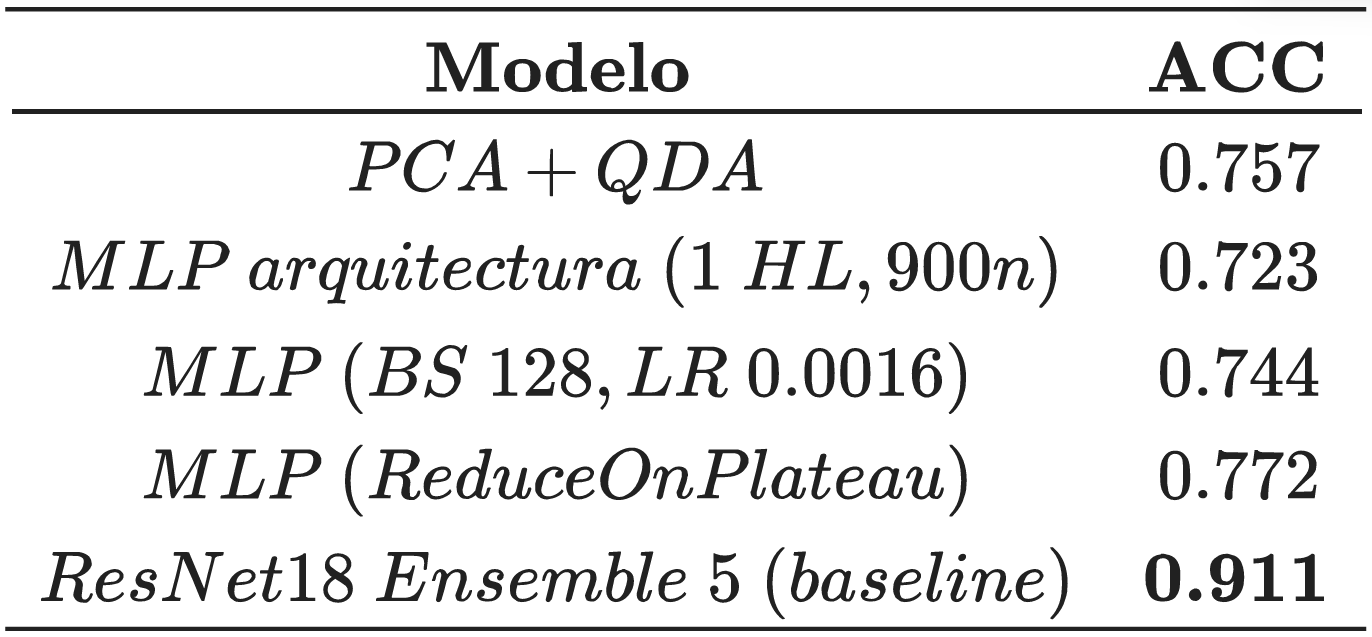 Modelo ACC
PCA + QDA 0.757
MLP arquitectura (1 HL, 900n) 0.723
MLP (BS 128, LR 0.0016) 0.744
MLP (ReduceOnPlateau) 0.772
ResNet18 Ensemble 5 (baseline) 0.911